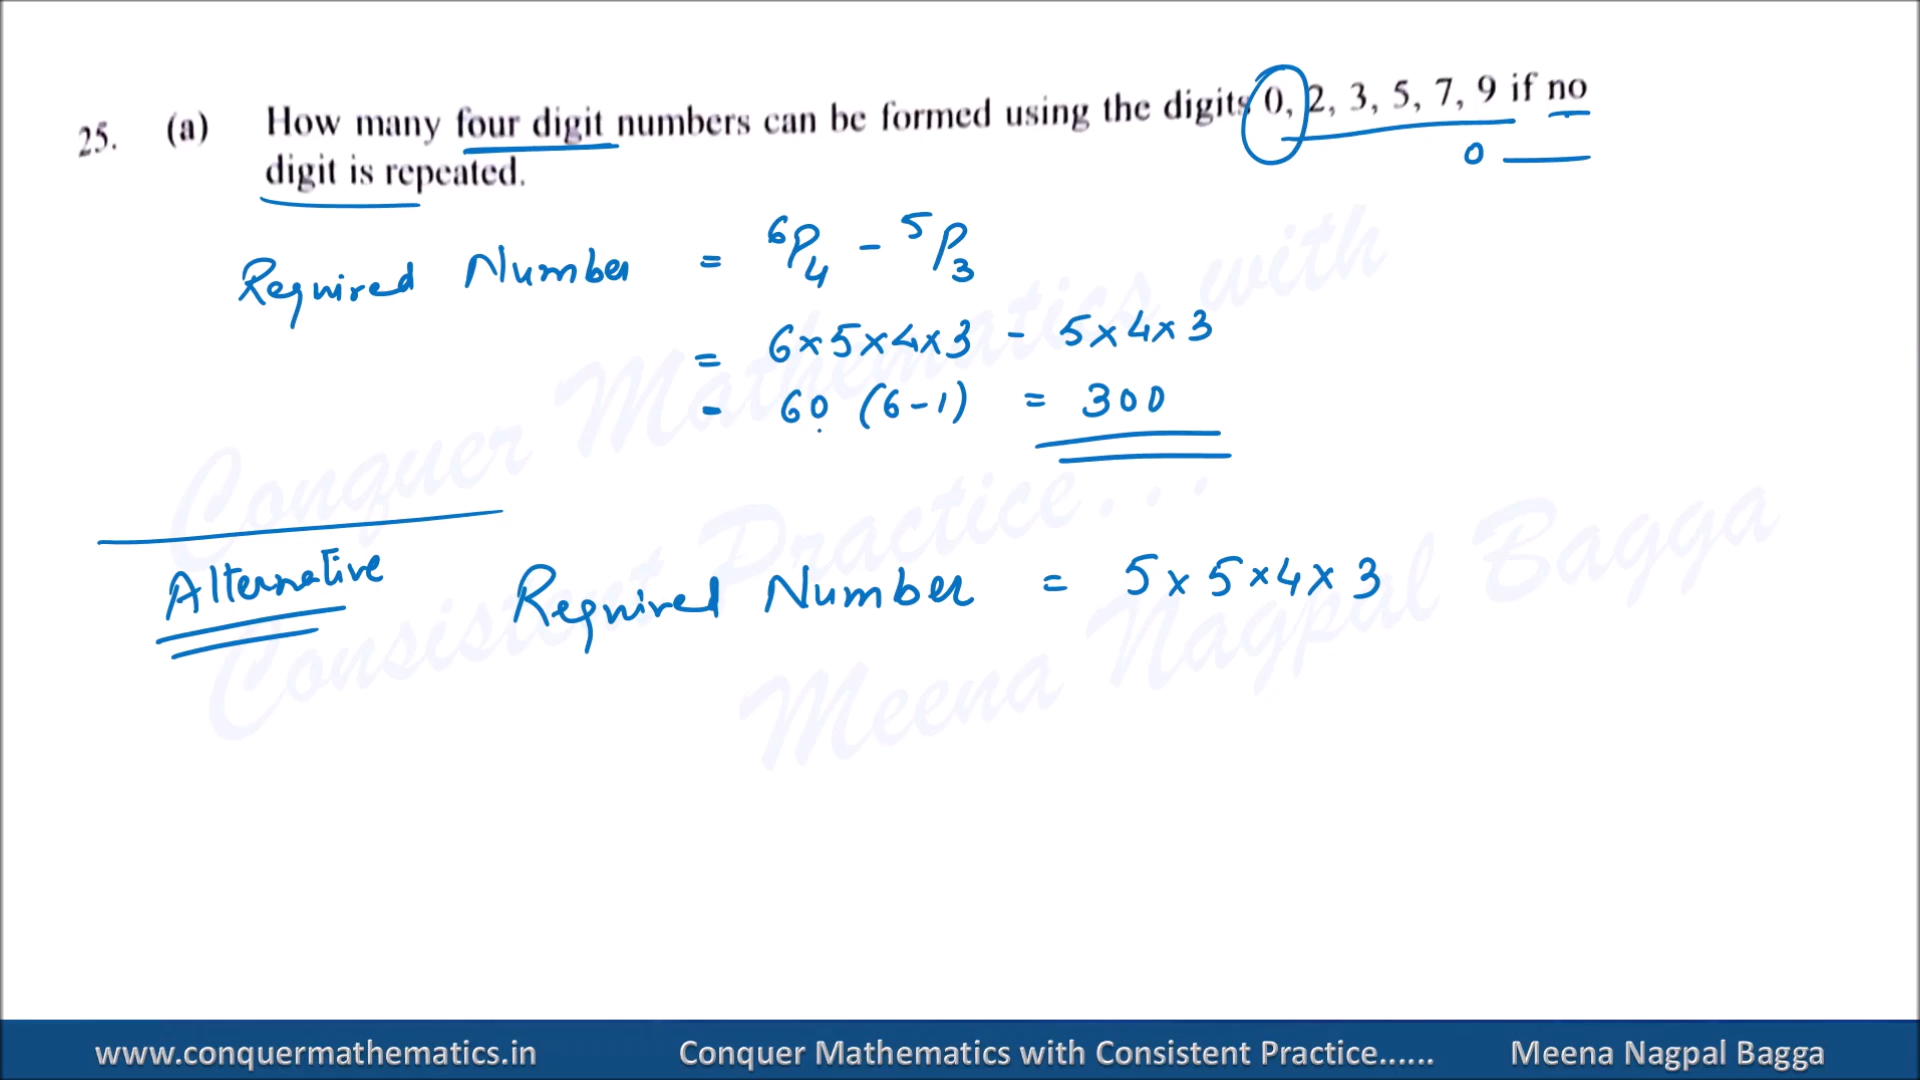 25. (a) How many four digit numbers can be formed using the digits 0, 2, 3, 5, 7, 9 if no
digit is repeated.
0
Required Number = ⁶P₄ - ⁵P₃
= 6×5×4×3 - 5×4×3
= 60 (6-1) = 300
Alternative Required Number = 5×5×4×3
Conquer Mathematics with
Consistent Practice...
Meena Nagpal Bagga
www.conquermathematics.in Conquer Mathematics with Consistent Practice...... Meena Nagpal Bagga